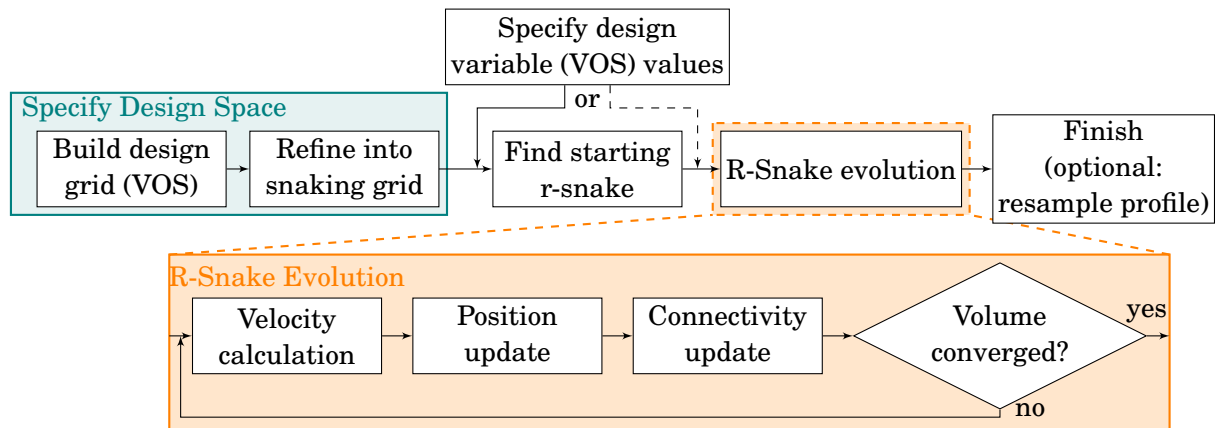 Specify design
variable (VOS) values
or
Specify Design Space
Build design
grid (VOS)
Refine into
snaking grid
Find starting
r-snake
R-Snake evolution
Finish
(optional:
resample profile)
R-Snake Evolution
Velocity
calculation
Position
update
Connectivity
update
Volume
converged?
yes
no